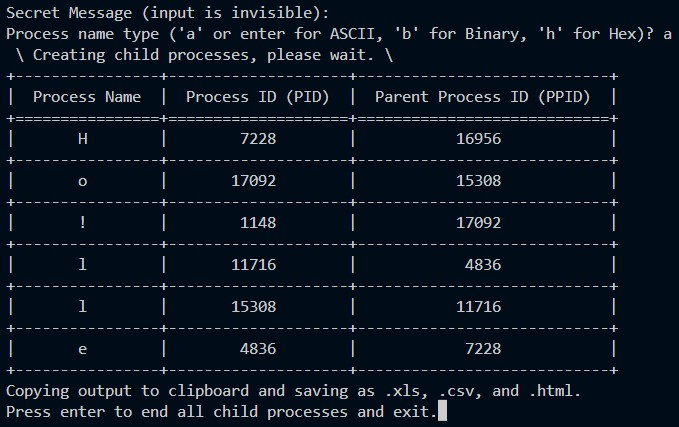 Secret Message (input is invisible):
Process name type ('a' or enter for ASCII, 'b' for Binary, 'h' for Hex)? a
\ Creating child processes, please wait. \
+----------------+--------------------+----------------------------+
|  Process Name  |  Process ID (PID)  |  Parent Process ID (PPID)  |
+================+====================+============================+
|       H        |        7228        |           16956            |
+----------------+--------------------+----------------------------+
|       o        |       17092        |           15308            |
+----------------+--------------------+----------------------------+
|       !        |        1148        |           17092            |
+----------------+--------------------+----------------------------+
|       l        |       11716        |            4836            |
+----------------+--------------------+----------------------------+
|       l        |       15308        |           11716            |
+----------------+--------------------+----------------------------+
|       e        |        4836        |            7228            |
+----------------+--------------------+----------------------------+
Copying output to clipboard and saving as .xls, .csv, and .html.
Press enter to end all child processes and exit.